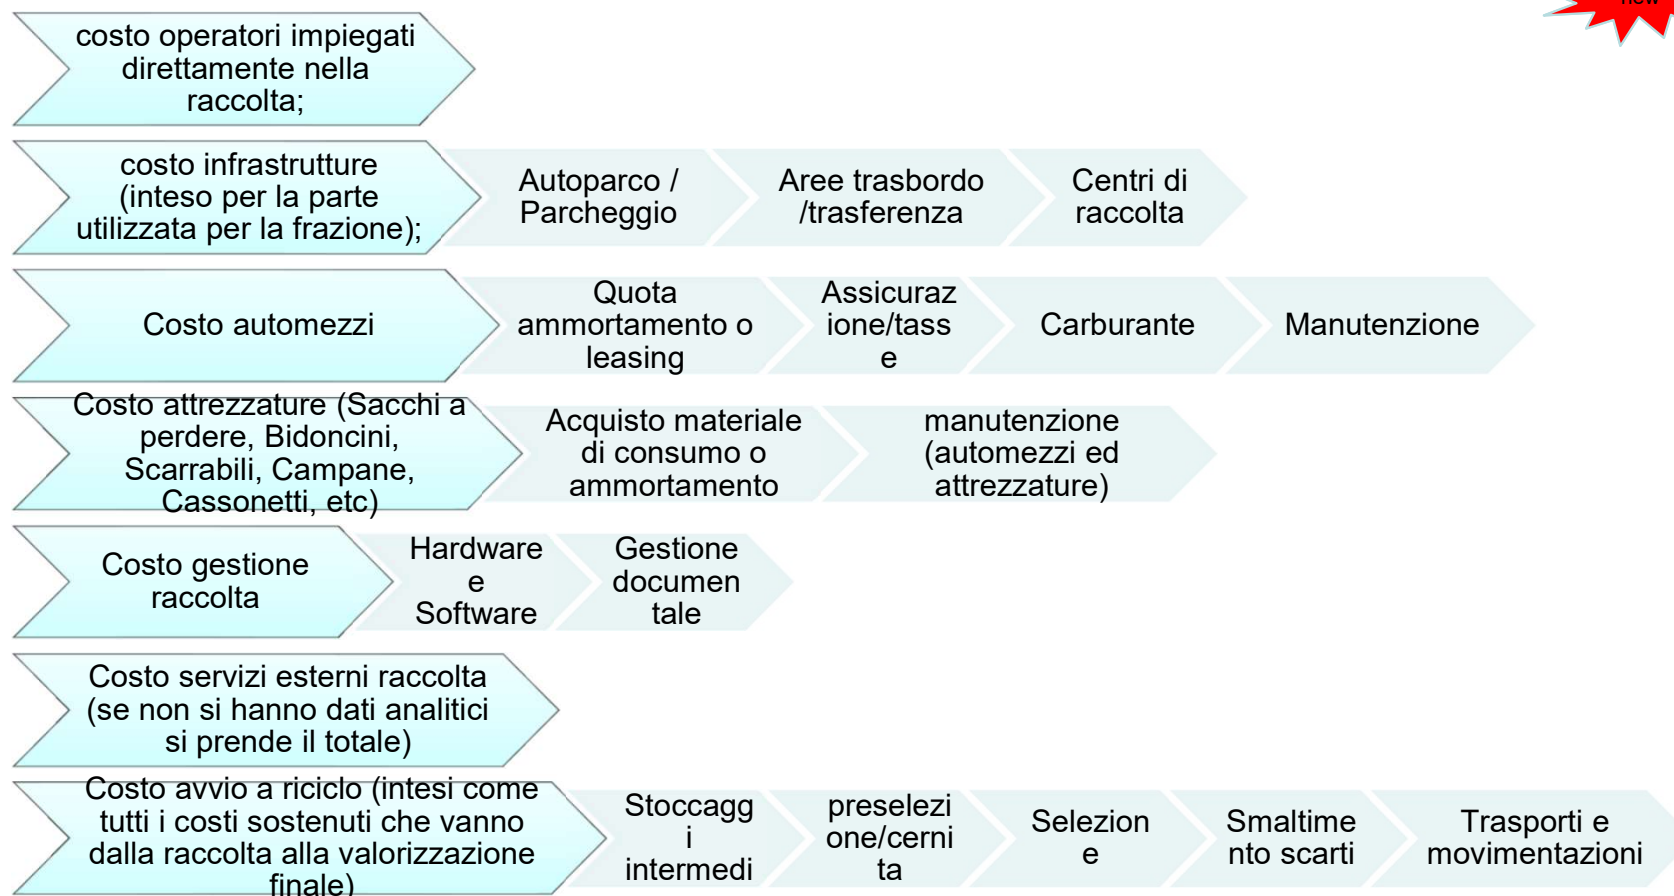 new
costo operatori impiegati
direttamente nella
raccolta;
costo infrastrutture
(inteso per la parte
utilizzata per la frazione);
Autoparco /
Parcheggio
Aree trasbordo
/trasferenza
Centri di
raccolta
Costo automezzi
Quota
ammortamento o
leasing
Assicuraz
ione/tass
e
Carburante
Manutenzione
Costo attrezzature (Sacchi a
perdere, Bidoncini,
Scarrabili, Campane,
Cassonetti, etc)
Acquisto materiale
di consumo o
ammortamento
manutenzione
(automezzi ed
attrezzature)
Costo gestione
raccolta
Hardware
e
Software
Gestione
documen
tale
Costo servizi esterni raccolta
(se non si hanno dati analitici
si prende il totale)
Costo avvio a riciclo (intesi come
tutti i costi sostenuti che vanno
dalla raccolta alla valorizzazione
finale)
Stoccagg
i
intermedi
preselezi
one/cerni
ta
Selezion
e
Smaltime
nto scarti
Trasporti e
movimentazioni